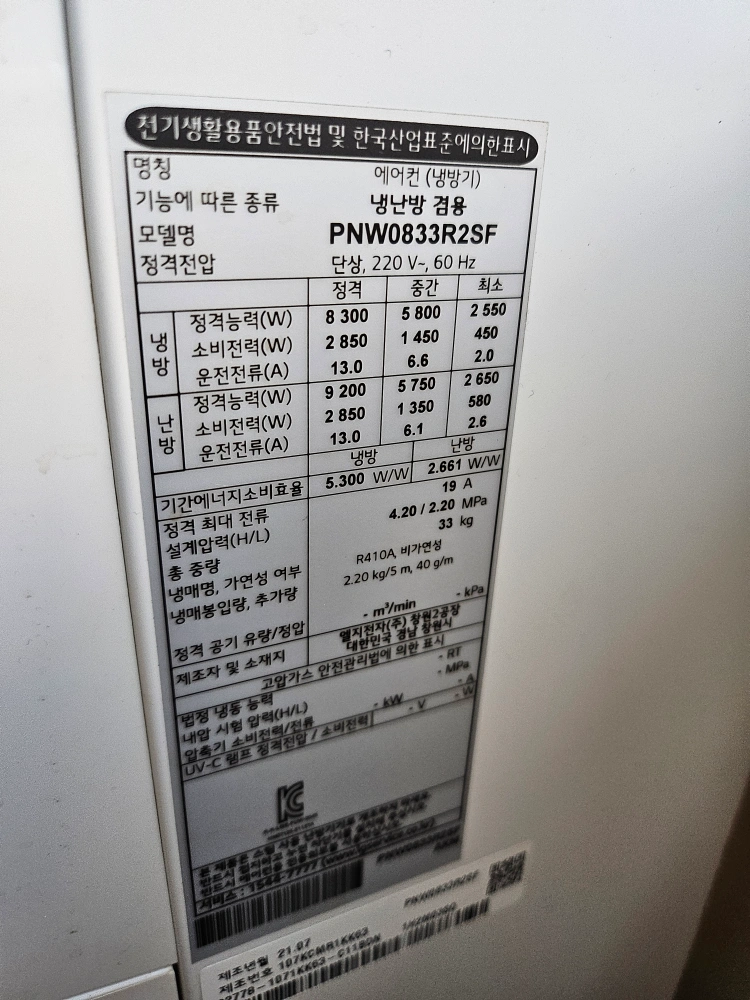 전기생활용품안전법 및 한국산업표준에의한표시
명칭 에어컨 (냉방기)
기능에 따른 종류 냉난방 겸용
모델명 PNW0833R2SF
정격전압 단상, 220 V~, 60 Hz
정격 중간 최소
냉방
정격능력(W) 8 300 5 800 2 550
소비전력(W) 2 850 1 450 450
운전전류(A) 13.0 6.6 2.0
난방
정격능력(W) 9 200 5 750 2 650
소비전력(W) 2 850 1 350 580
운전전류(A) 13.0 6.1 2.6
냉방 난방
기간에너지소비효율 5.300 W/W 2.661 W/W
정격 최대 전류 19 A
설계압력(H/L) 4.20 / 2.20 MPa
총 중량 33 kg
냉매명, 가연성 여부 R410A, 비가연성
냉매봉입량, 추가량 2.20 kg/5 m, 40 g/m
정격 공기 유량/정압 - m³/min - kPa
제조자 및 소재지 엘지전자(주) 창원2공장
대한민국 경남 창원시
고압가스 안전관리법에 의한 표시
법정 냉동 능력 - RT
내압 시험 압력(H/L) - MPa
압축기 소비전력/전류 - kW - A
UV-C 램프 정격전압 / 소비전력 - V - W
서비스 : 1544-7777
PNW0833R2SF
제조년월 21.07
제조번호 107KCMR1KK63